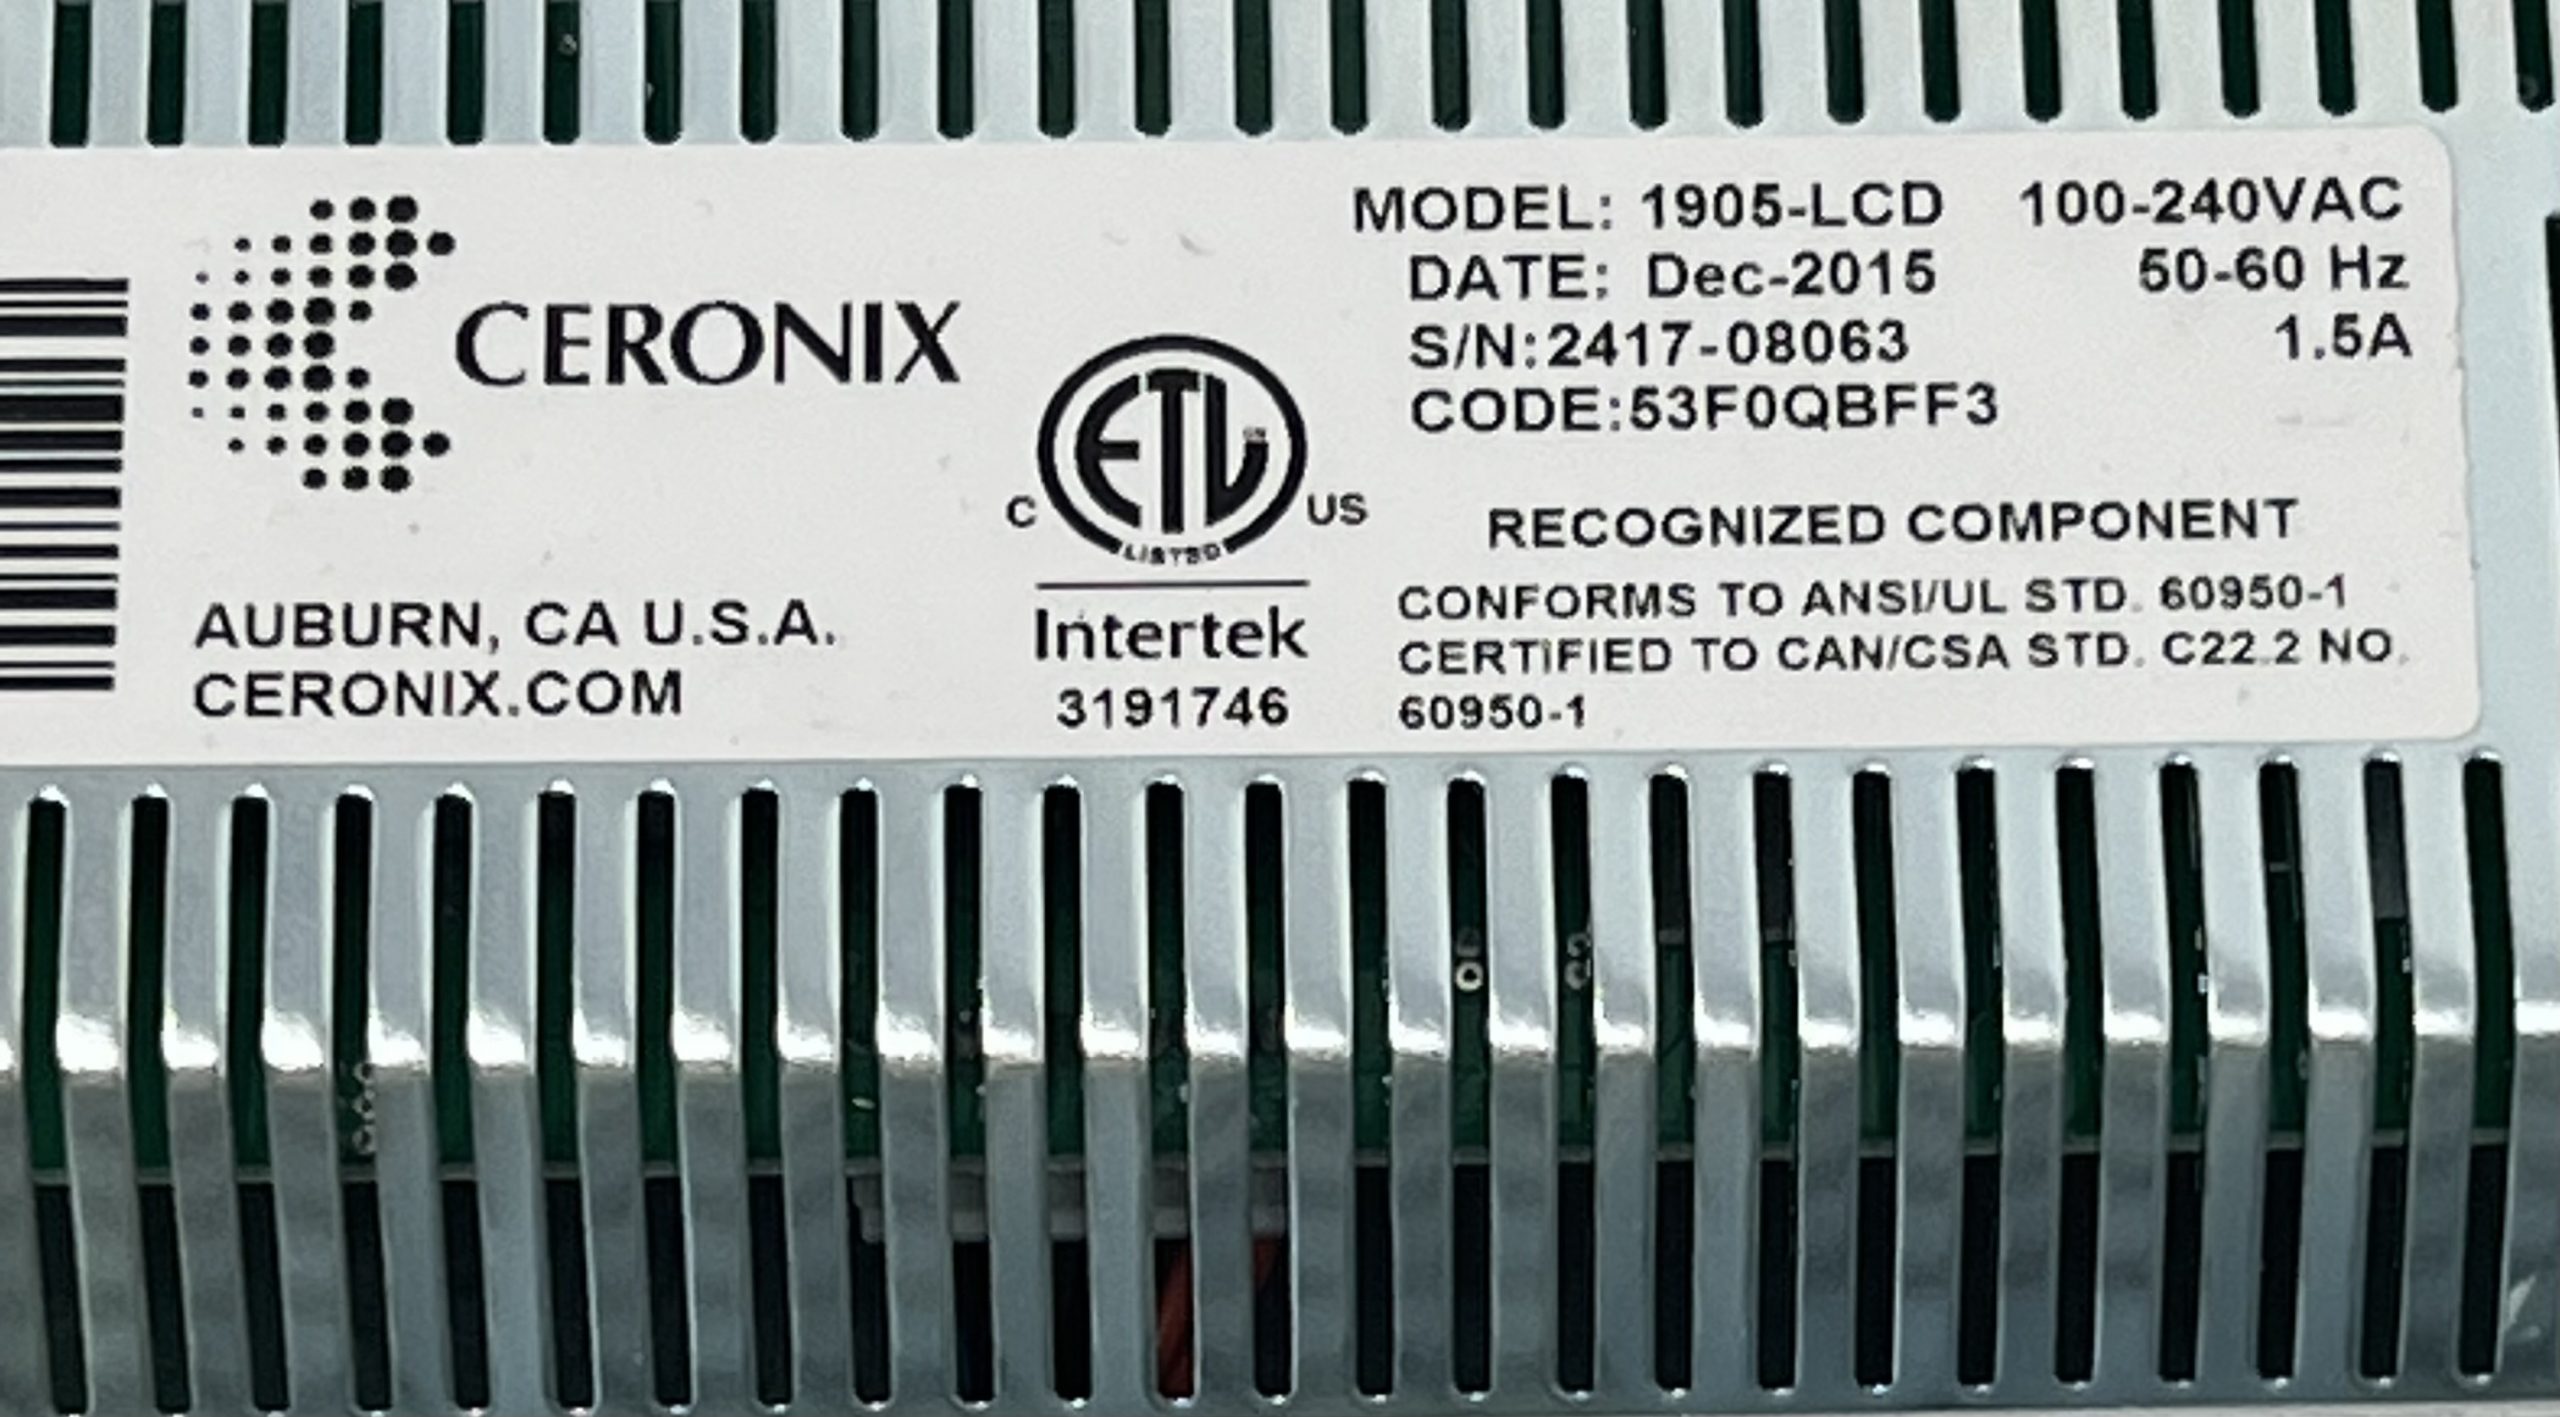 CERONIX
AUBURN, CA U.S.A.
CERONIX.COM
ETL
CM
LISTED
C US
Intertek
3191746
MODEL: 1905-LCD 100-240VAC
DATE: Dec-2015 50-60 Hz
S/N:2417-08063 1.5A
CODE:53F0QBFF3
RECOGNIZED COMPONENT
CONFORMS TO ANSI/UL STD. 60950-1
CERTIFIED TO CAN/CSA STD. C22.2 NO.
60950-1